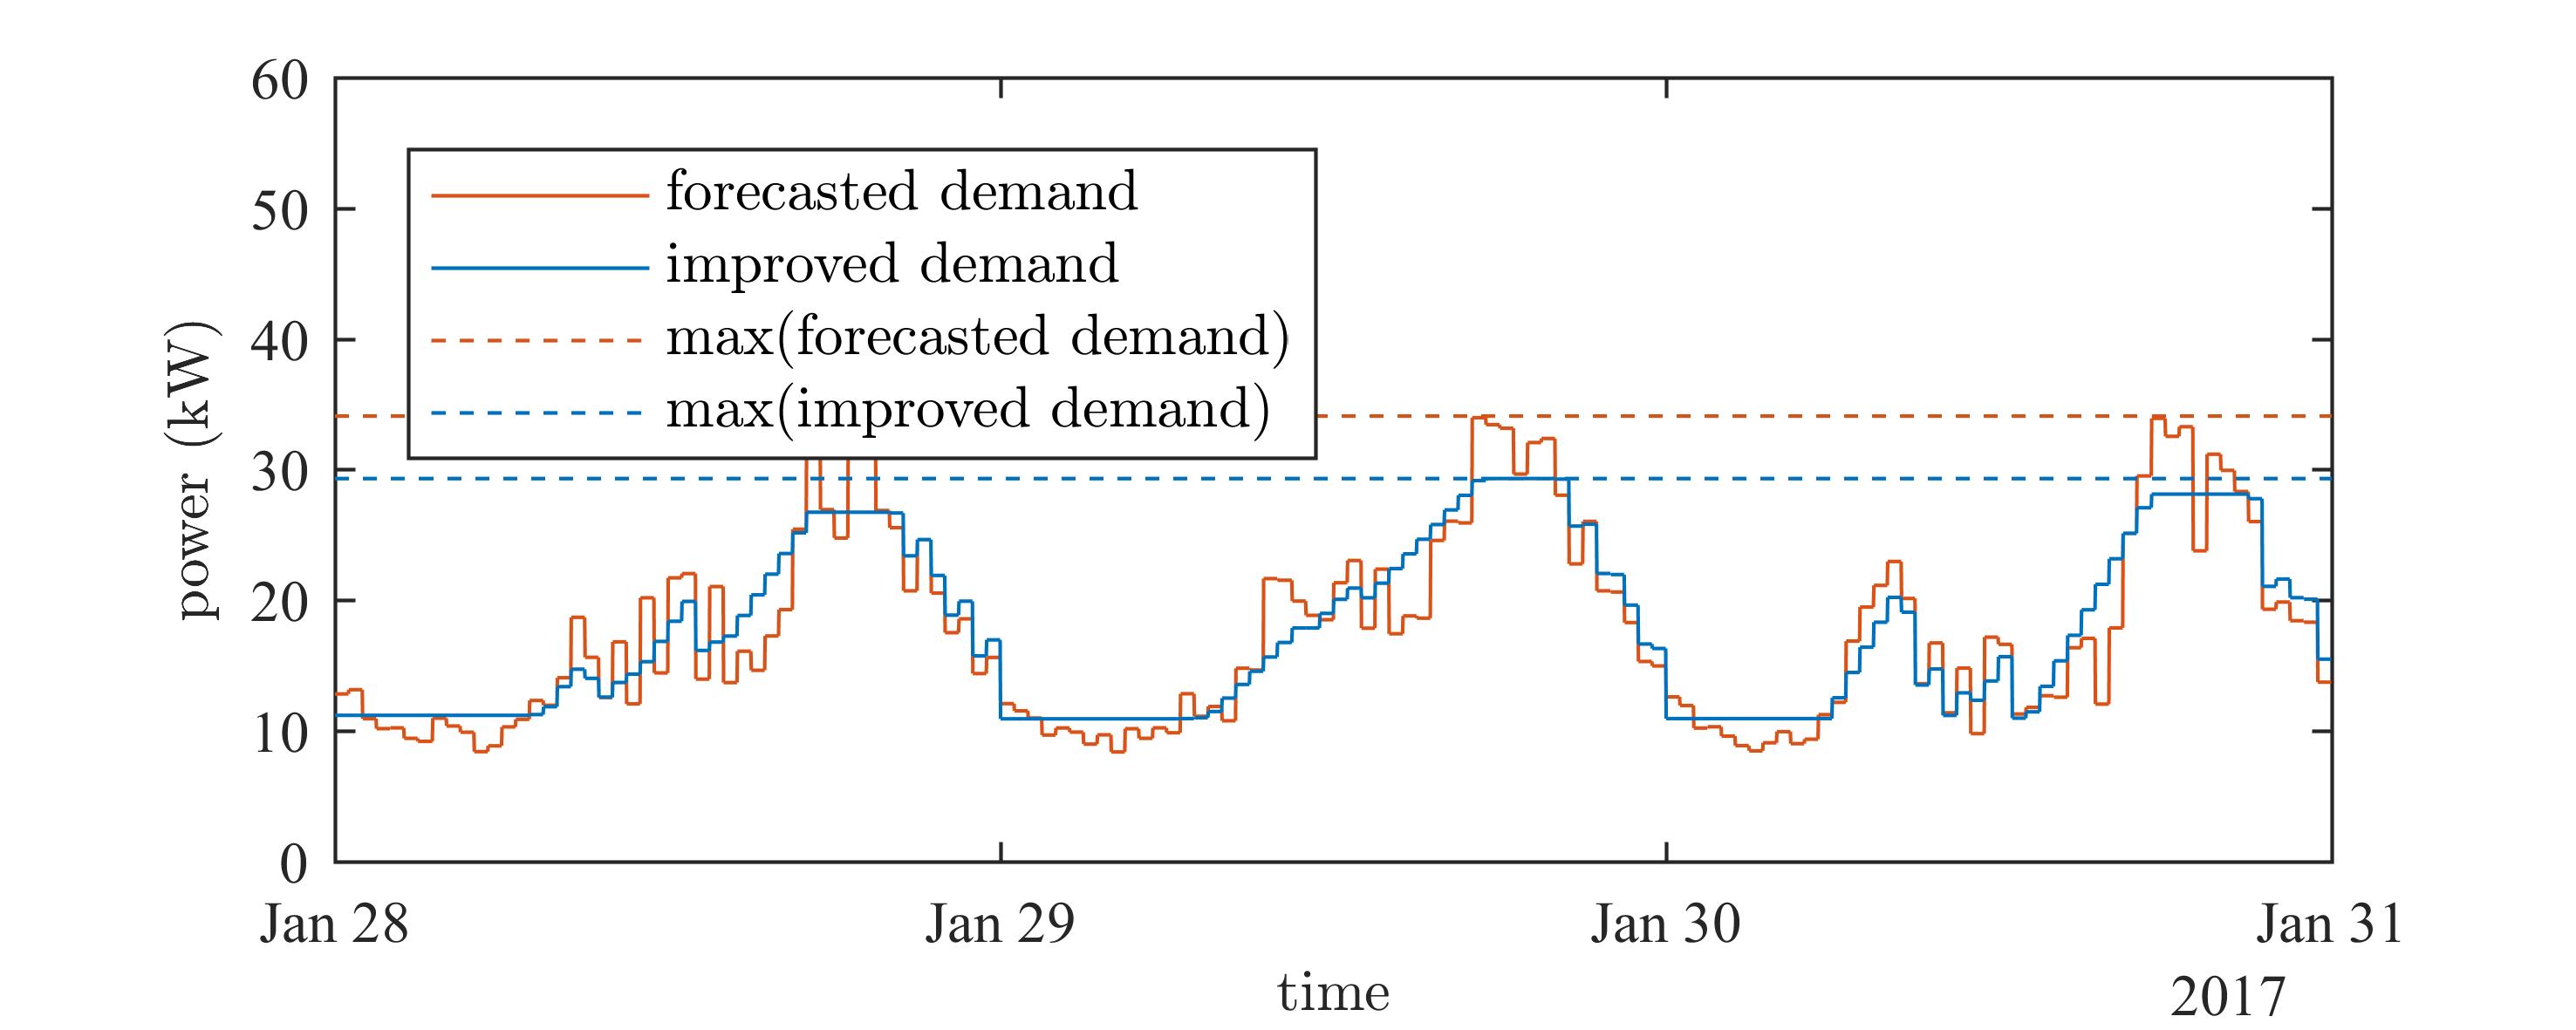 60
50
40
30
20
10
0
power (kW)
forecasted demand
improved demand
max(forecasted demand)
max(improved demand)
Jan 28
Jan 29
Jan 30
Jan 31
time
2017